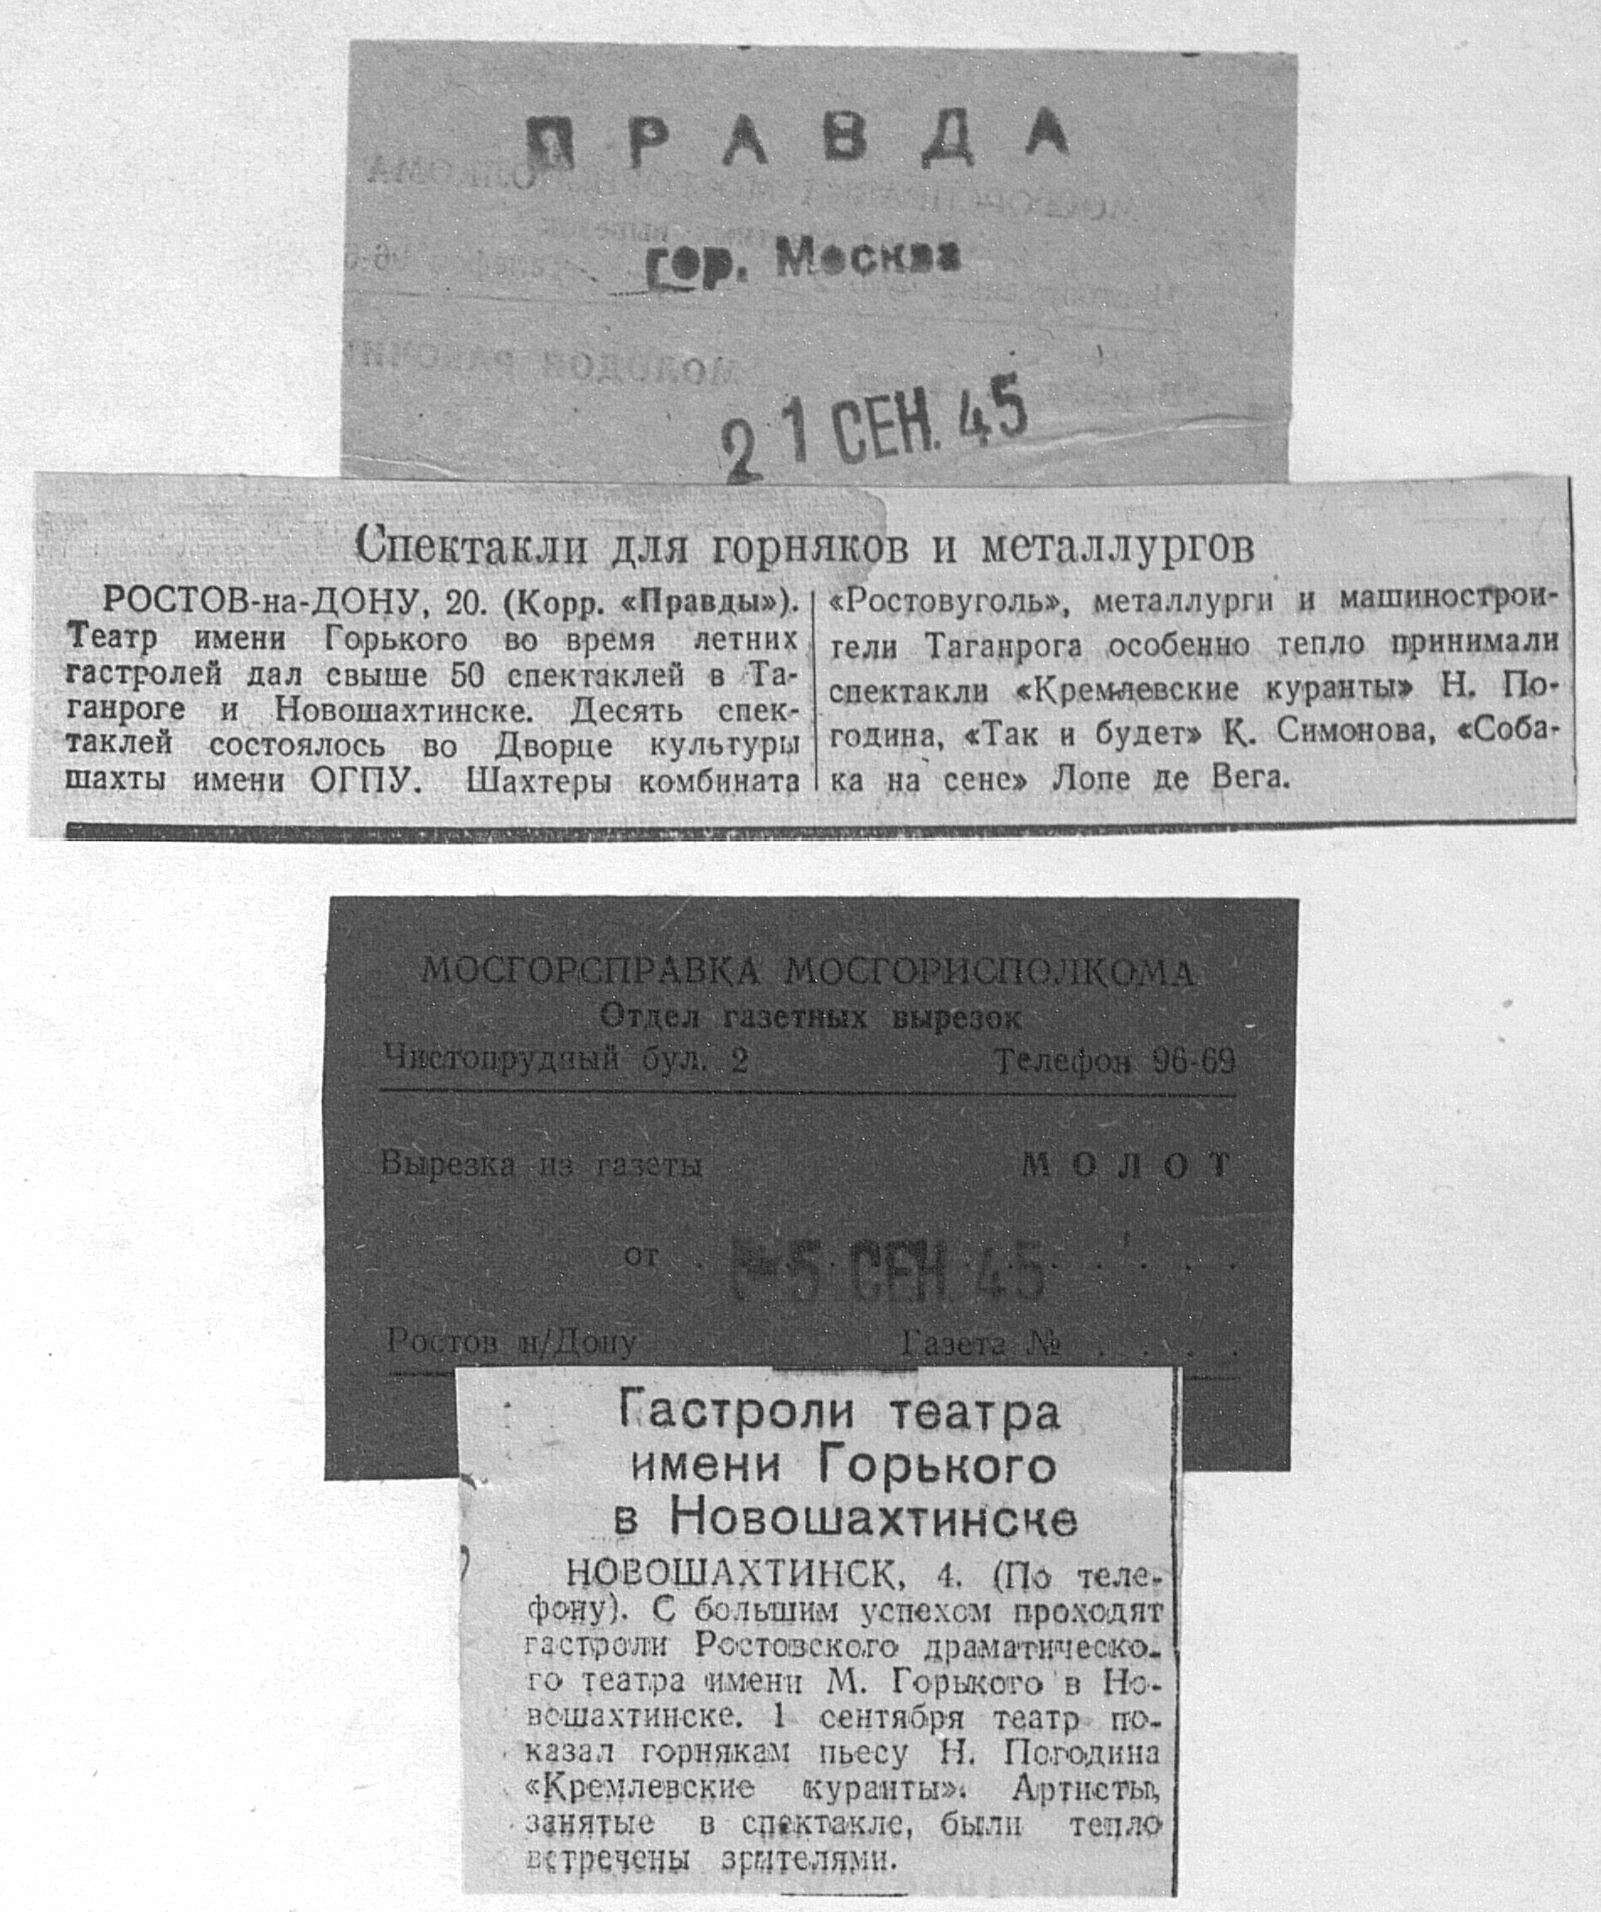 ПРАВДА
гор. Москва
21 СЕН. 45
Спектакли для горняков и металлургов
РОСТОВ-на-ДОНУ, 20. (Корр. «Правды»).
Театр имени Горького во время летних
гастролей дал свыше 50 спектаклей в Та-
ганроге и Новошахтинске. Десять спек-
таклей состоялось во Дворце культуры
шахты имени ОГПУ. Шахтеры комбината
«Ростовуголь», металлурги и машинострои-
тели Таганрога особенно тепло принимали
спектакли «Кремлевские куранты» Н. По-
година, «Так и будет» К. Симонова, «Соба-
ка на сене» Лопе де Вега.
МОСГОРСПРАВКА МОСГОРИСПОЛКОМА
Отдел газетных вырезок
Чистопрудный бул. 2 Телефон 96-69
Вырезка из газеты МОЛОТ
от 5 СЕН. 45
Ростов н/Дону Газета № . . . .
Гастроли театра
имени Горького
в Новошахтинске
НОВОШАХТИНСК, 4. (По теле-
фону). С большим успехом проходят
гастроли Ростовского драматическо-
го театра имени М. Горького в Но-
вошахтинске. 1 сентября театр по-
казал горнякам пьесу Н. Погодина
«Кремлевские куранты». Артисты,
занятые в спектакле, были тепло
встречены зрителями.